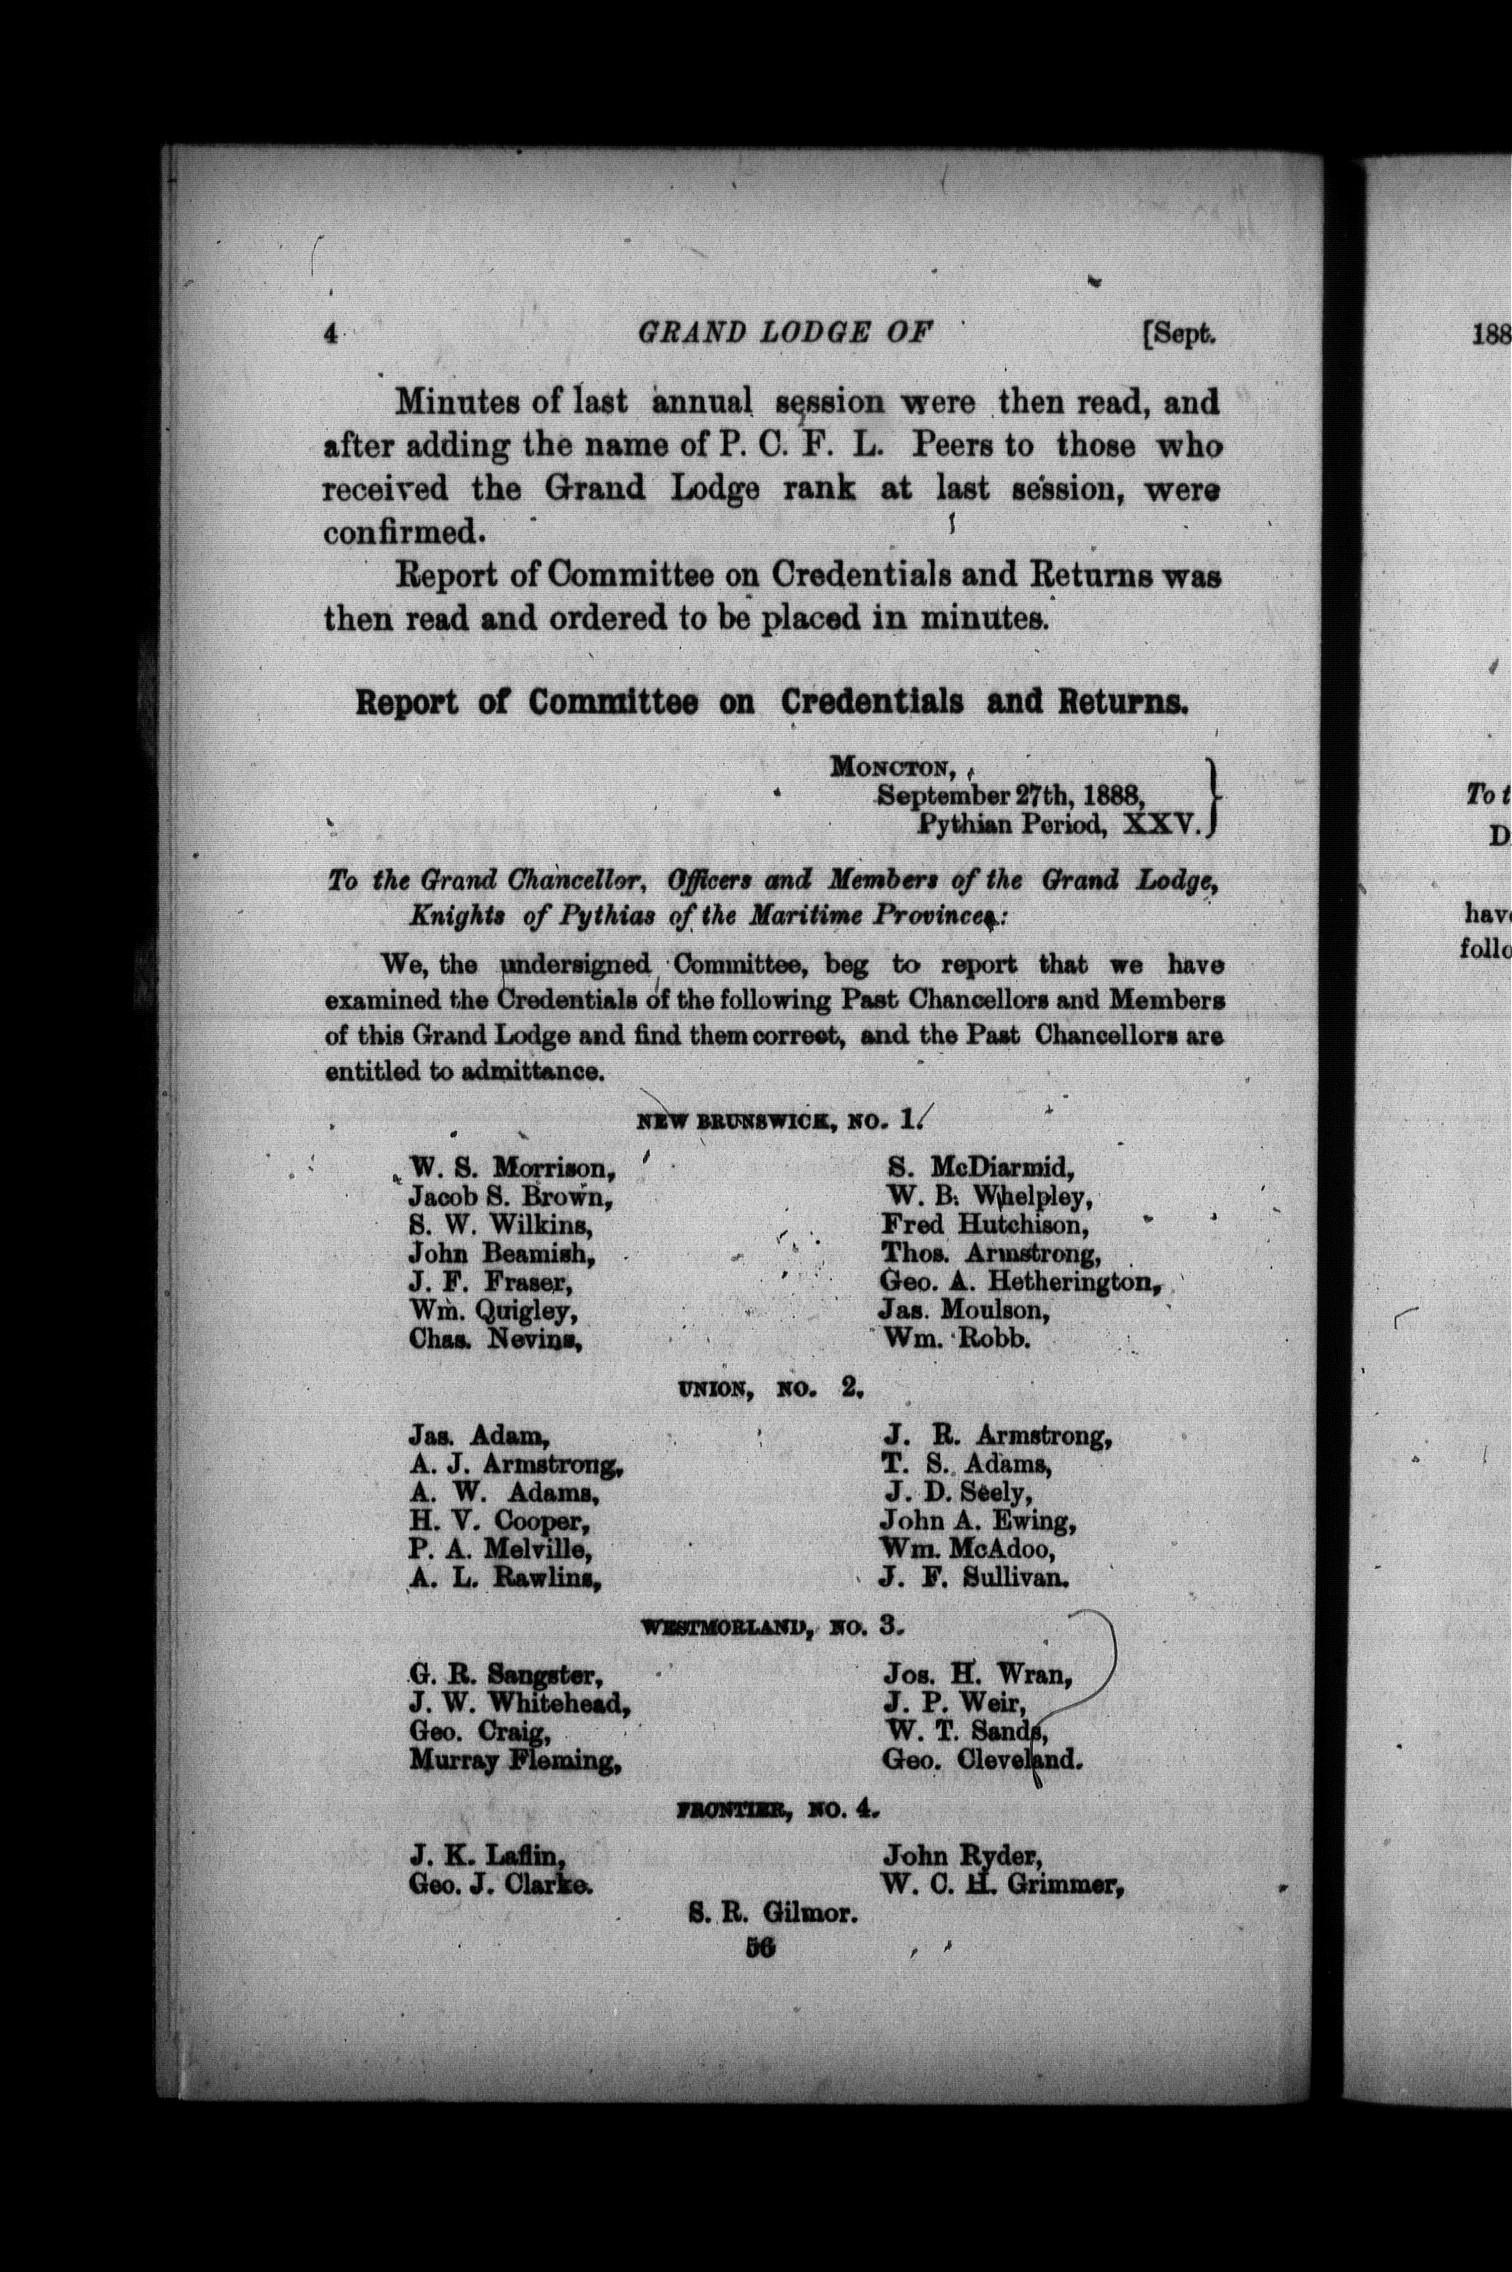 4 GRAND LODGE OF [Sept.
Minutes of last annual session were then read, and
after adding the name of P. C. F. L. Peers to those who
received the Grand Lodge rank at last session, were
confirmed.
Report of Committee on Credentials and Returns was
then read and ordered to be placed in minutes.
Report of Committee on Credentials and Returns.
MONCTON,
September 27th, 1888,
Pythian Period, XXV.
To the Grand Chancellor, Officers and Members of the Grand Lodge,
Knights of Pythias of the Maritime Provinces:
We, the undersigned Committee, beg to report that we have
examined the Credentials of the following Past Chancellors and Members
of this Grand Lodge and find them correct, and the Past Chancellors are
entitled to admittance.
NEW BRUNSWICK, NO. 1.
W. S. Morrison, S. McDiarmid,
Jacob S. Brown, W. B. Whelpley,
S. W. Wilkins, Fred Hutchison,
John Beamish, Thos. Armstrong,
J. F. Fraser, Geo. A. Hetherington,
Wm. Quigley, Jas. Moulson,
Chas. Nevins, Wm. Robb.
UNION, NO. 2.
Jas. Adam, J. R. Armstrong,
A. J. Armstrong, T. S. Adams,
A. W. Adams, J. D. Seely,
H. V. Cooper, John A. Ewing,
P. A. Melville, Wm. McAdoo,
A. L. Rawlins, J. F. Sullivan.
WESTMORLAND, NO. 3.
G. R. Sangster, Jos. H. Wran,
J. W. Whitehead, J. P. Weir,
Geo. Craig, W. T. Sands,
Murray Fleming, Geo. Cleveland.
FRONTIER, NO. 4.
J. K. Laflin, John Ryder,
Geo. J. Clarke. W. C. H. Grimmer,
S. R. Gilmor.
56
188
To t
D
hav
follo